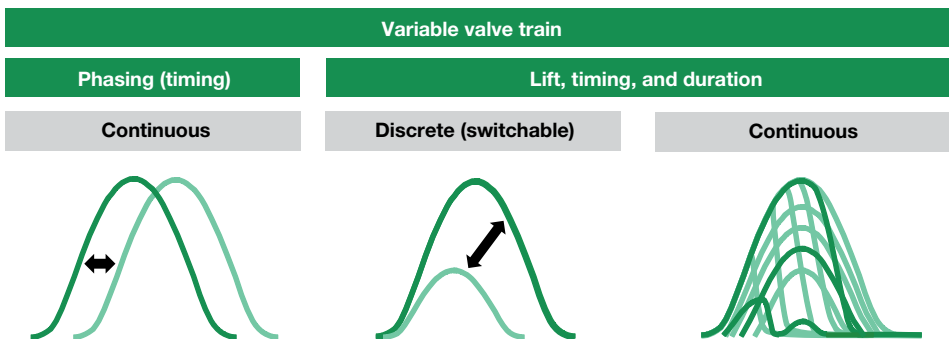 Variable valve train
Phasing (timing)
Lift, timing, and duration
Continuous
Discrete (switchable)
Continuous